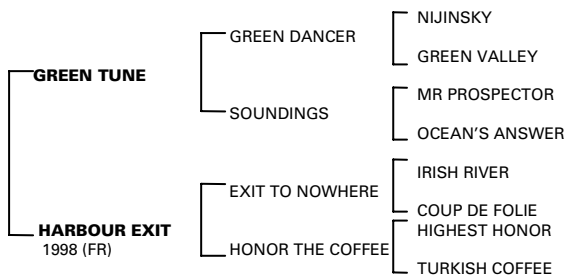 NIJINSKY
GREEN DANCER
GREEN VALLEY
GREEN TUNE
MR PROSPECTOR
SOUNDINGS
OCEAN'S ANSWER
IRISH RIVER
EXIT TO NOWHERE
COUP DE FOLIE
HARBOUR EXIT
1998 (FR)
HIGHEST HONOR
HONOR THE COFFEE
TURKISH COFFEE